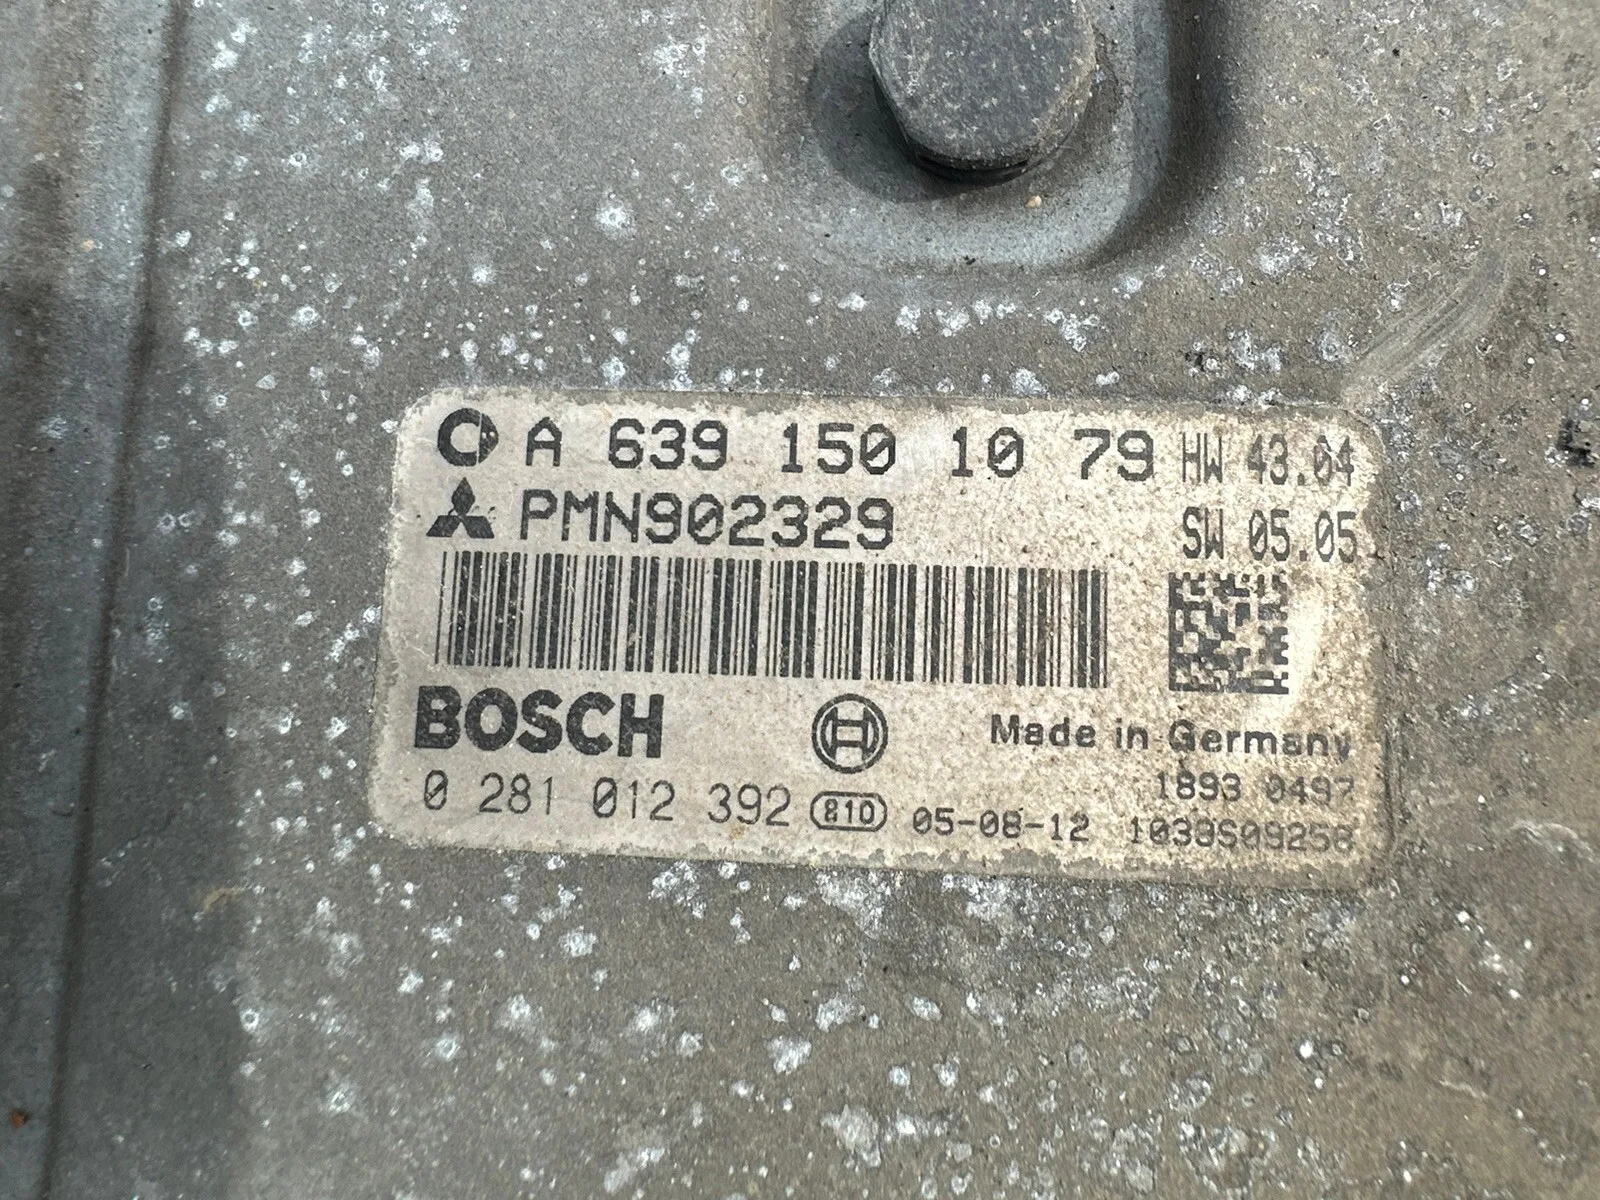 A 639 150 10 79 HW 43.04
PMN902329 SW 05.05
BOSCH Made in Germany
1893 0497
0 281 012 392 810 05-08-12 1039S09258